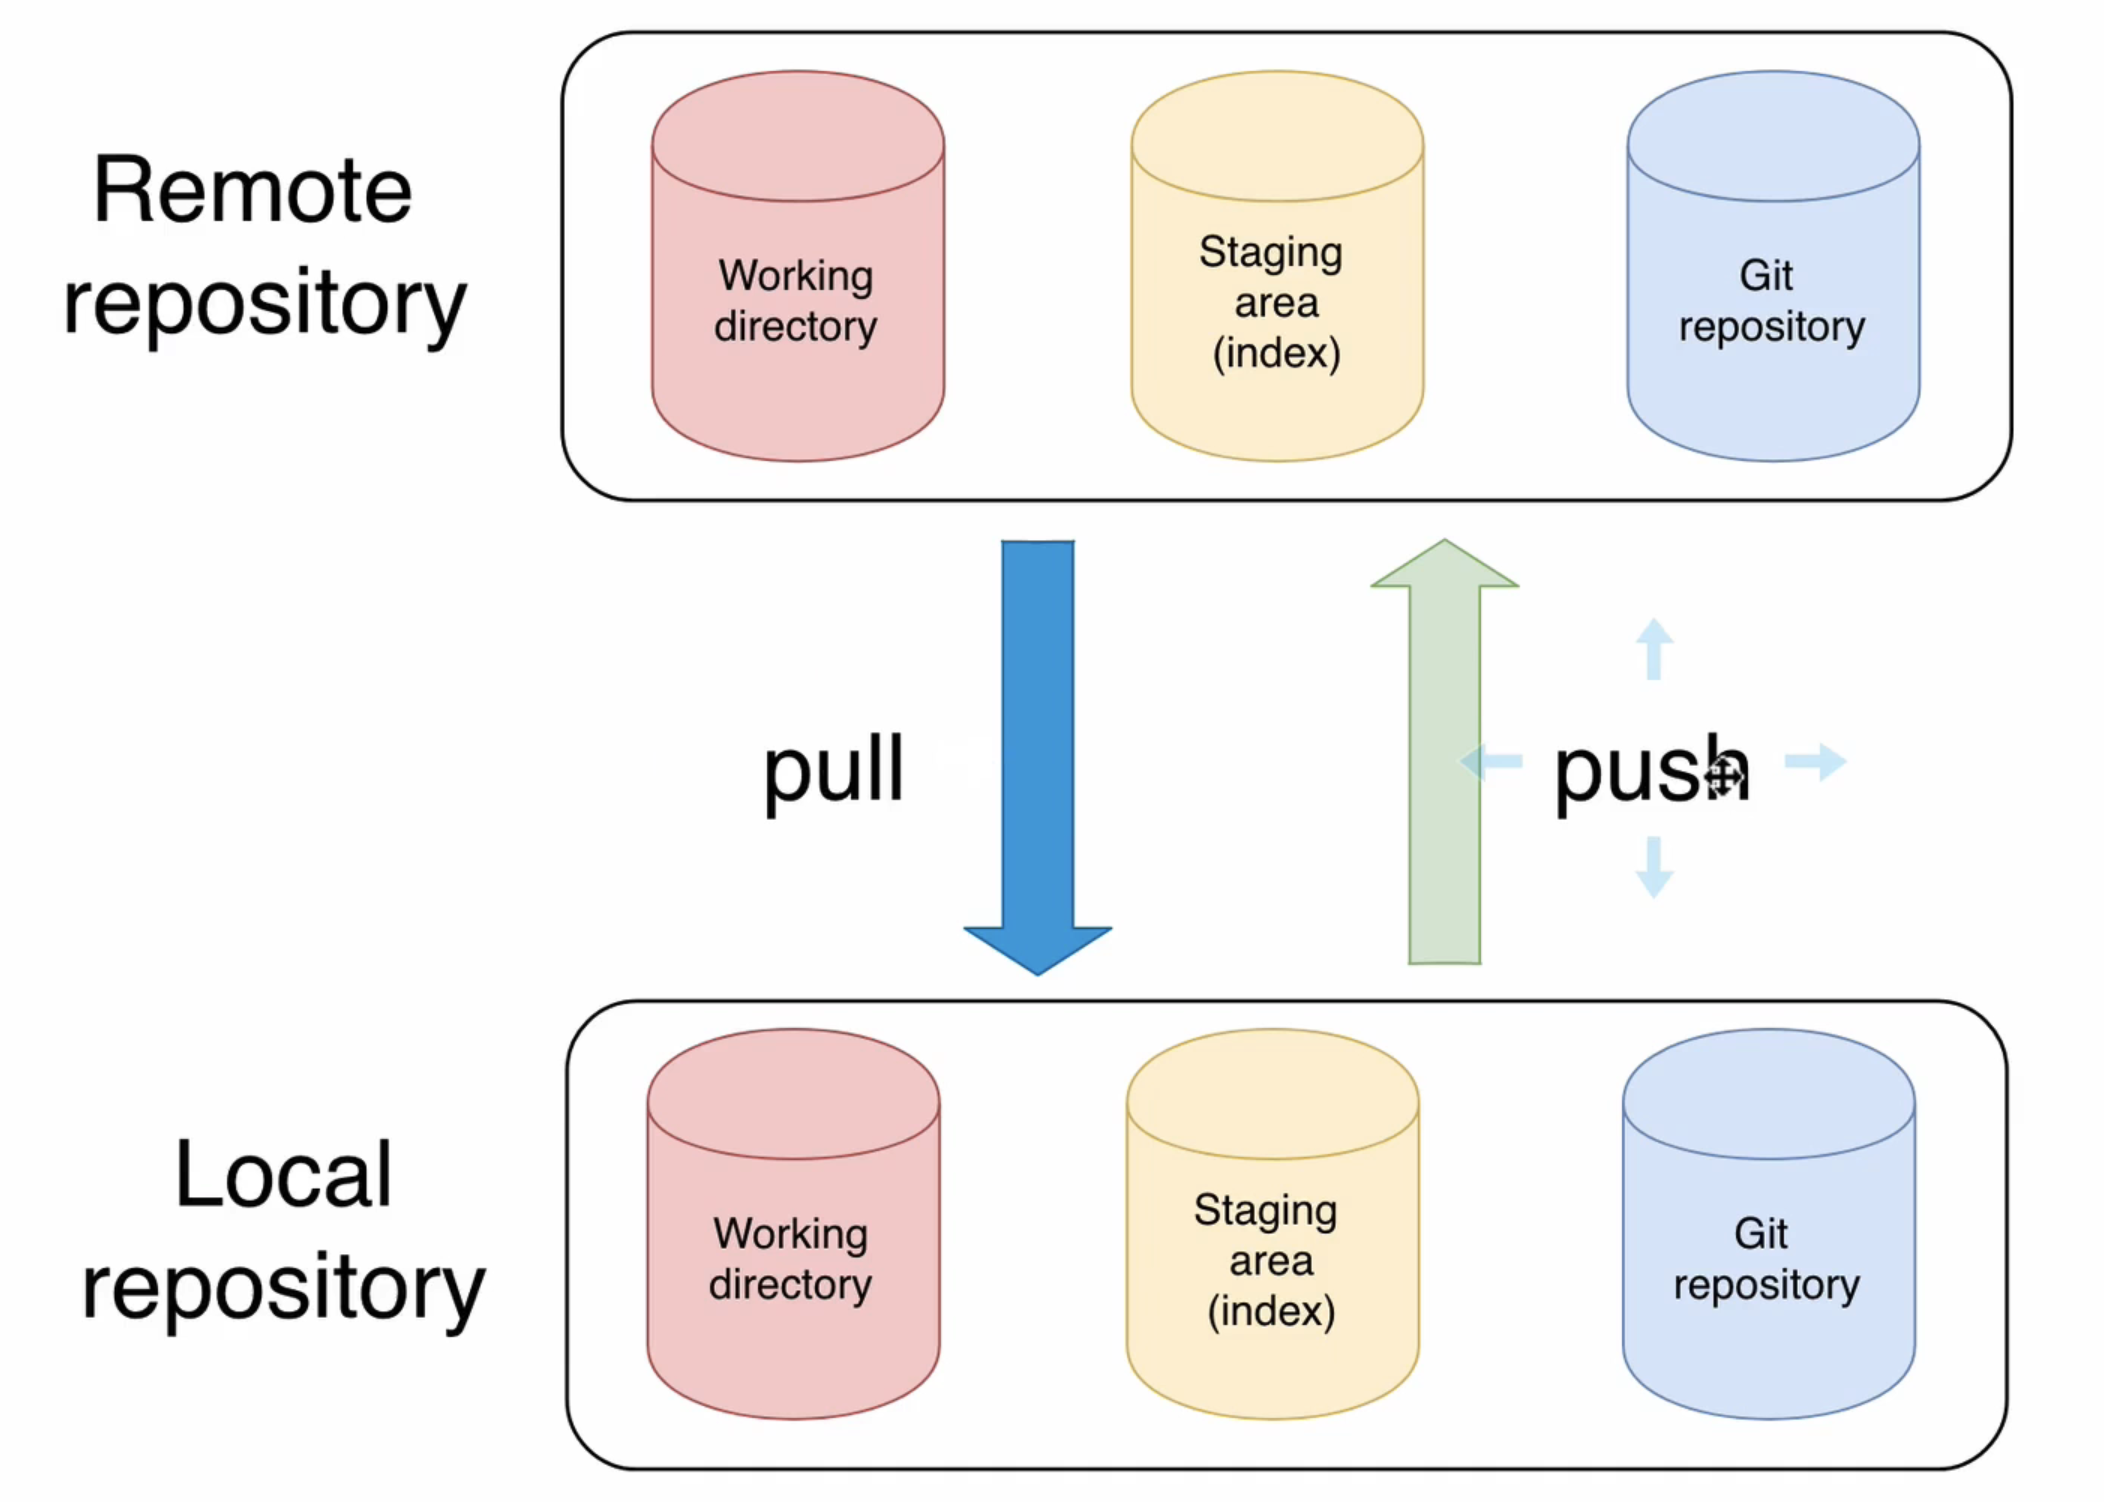 Remote
repository
Working
directory
Staging
area
(index)
Git
repository
pull
push
Local
repository
Working
directory
Staging
area
(index)
Git
repository